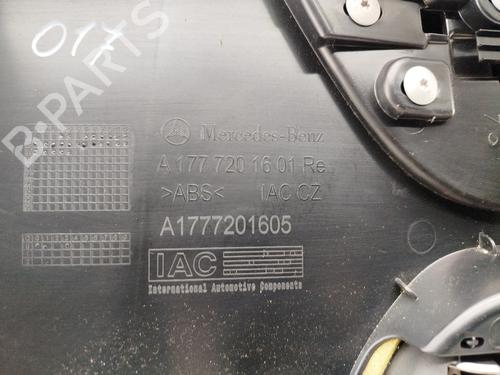 017
B-PARTS
Mercedes-Benz
A 177 720 16 01 Re
>ABS< IAC CZ
A1777201605
IAC
International Automotive Components